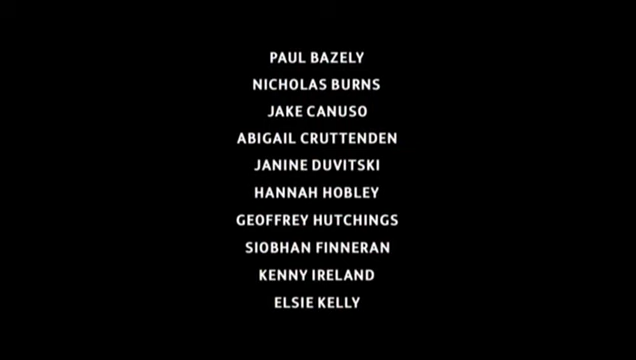 PAUL BAZELY
NICHOLAS BURNS
JAKE CANUSO
ABIGAIL CRUTTENDEN
JANINE DUVITSKI
HANNAH HOBLEY
GEOFFREY HUTCHINGS
SIOBHAN FINNERAN
KENNY IRELAND
ELSIE KELLY